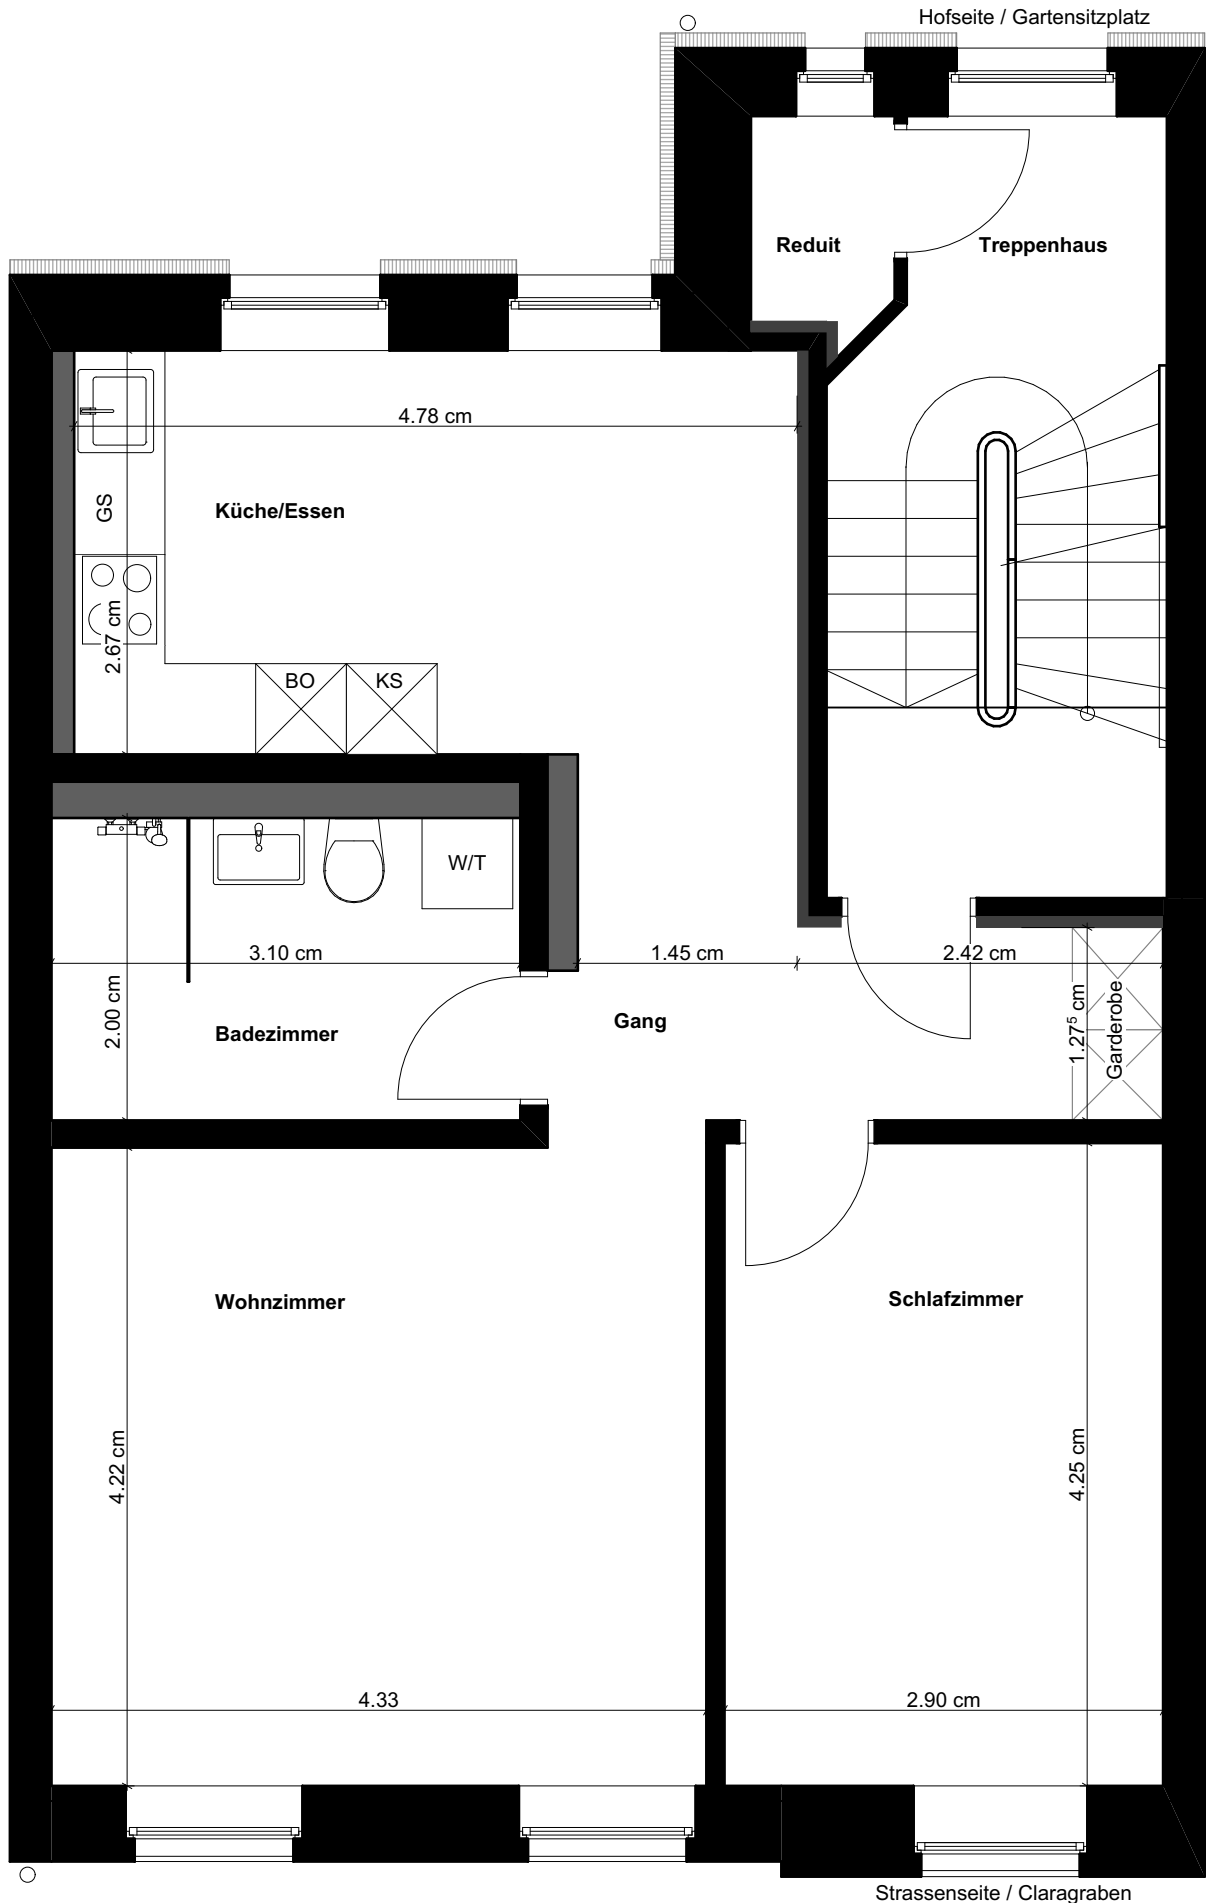 Hofseite / Gartensitzplatz
Reduit
Treppenhaus
4.78 cm
GS
Küche/Essen
2.67 cm
BO
KS
W/T
3.10 cm
1.45 cm
2.42 cm
2.00 cm
Badezimmer
Gang
1.27⁵ cm
Garderobe
Wohnzimmer
Schlafzimmer
4.22 cm
4.25 cm
4.33
2.90 cm
Strassenseite / Claragraben